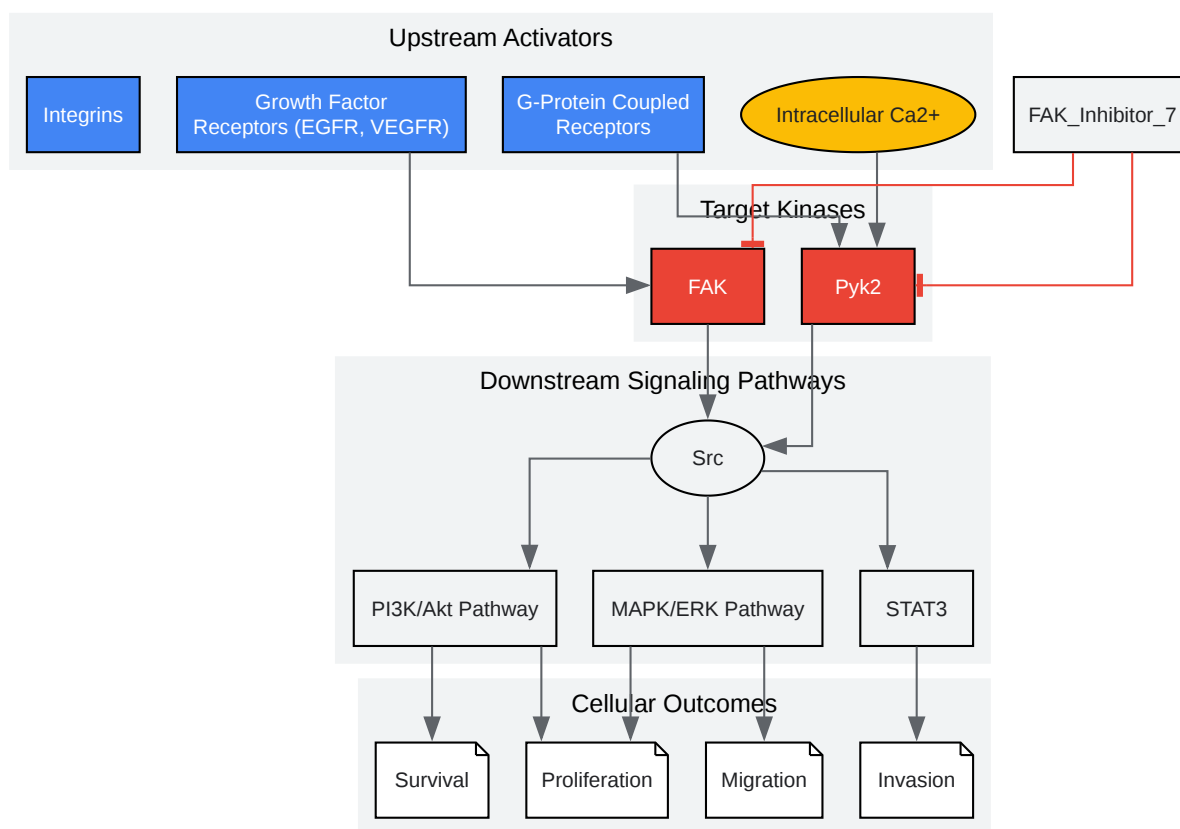 Upstream Activators
Integrins
Growth Factor
Receptors (EGFR, VEGFR)
G-Protein Coupled
Receptors
Intracellular Ca2+
FAK_Inhibitor_7
Target Kinases
FAK
Pyk2
Downstream Signaling Pathways
Src
PI3K/Akt Pathway
MAPK/ERK Pathway
STAT3
Cellular Outcomes
Survival
Proliferation
Migration
Invasion